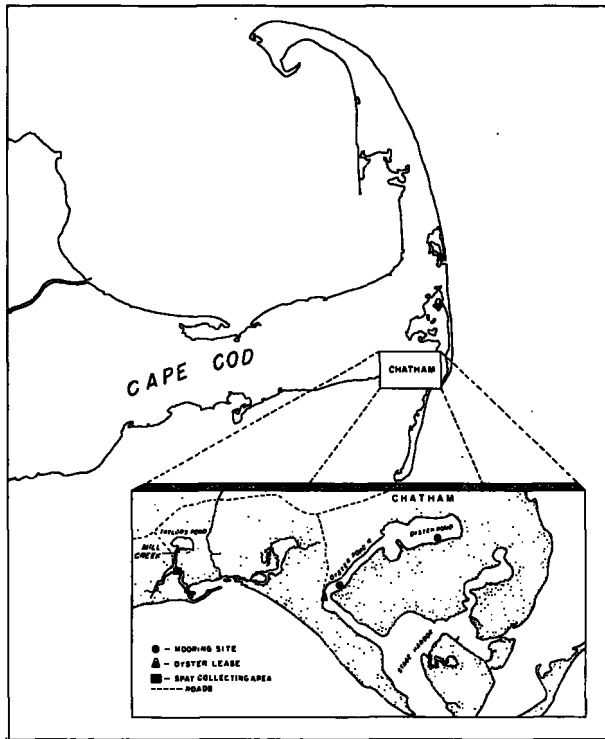 CAPE COD
CHATHAM
CHATHAM
TAYLORS POND
MILL
CREEK
OYSTER POND
OYSTER POND R
STAGE HARBOR
- MOORING SITE
- OYSTER LEASE
- SPAT COLLECTING AREA
- ROADS